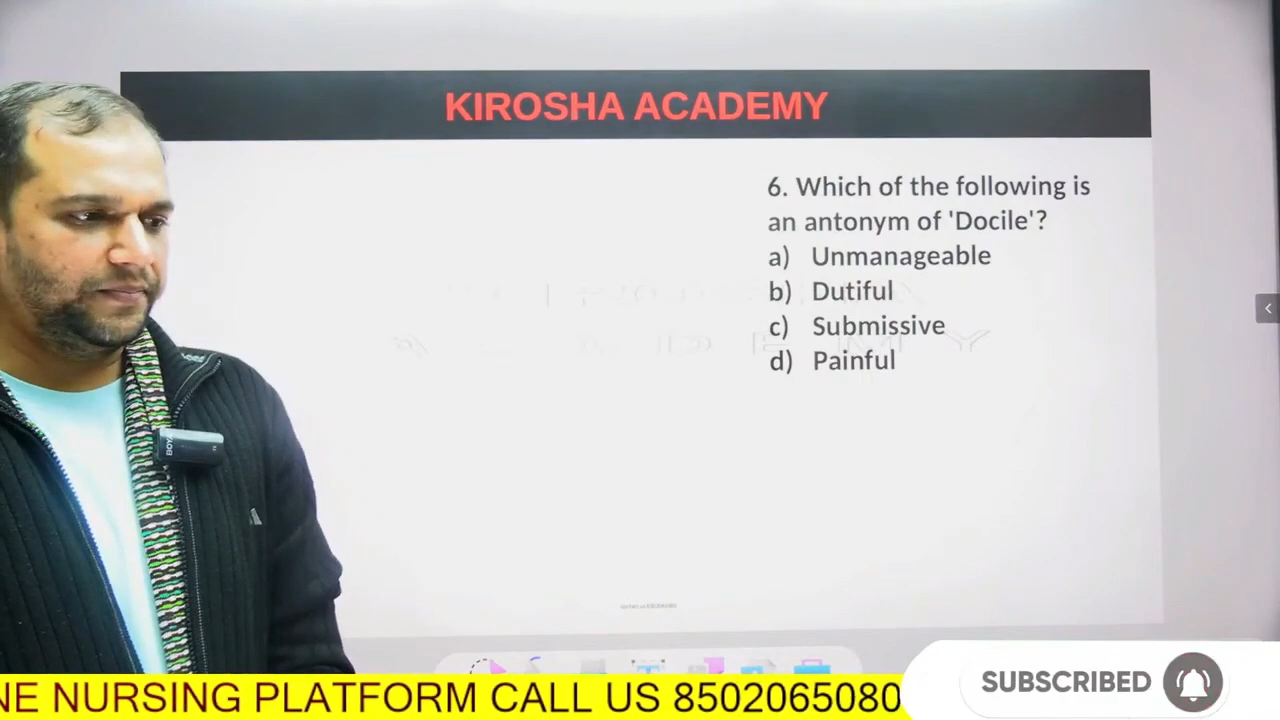 KIROSHA ACADEMY
6. Which of the following is
an antonym of 'Docile'?
a) Unmanageable
b) Dutiful
c) Submissive
d) Painful
BOYA
NE NURSING PLATFORM CALL US 8502065080
SUBSCRIBED